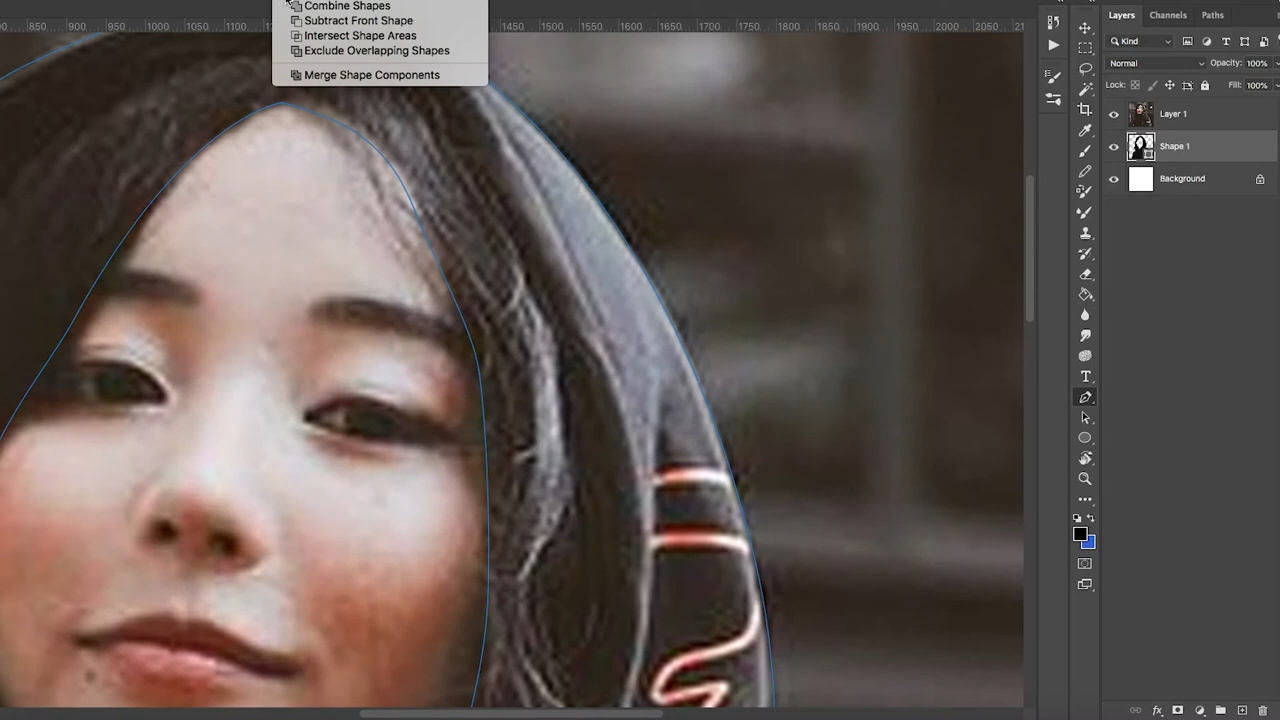 Combine Shapes
Subtract Front Shape
Intersect Shape Areas
Exclude Overlapping Shapes
Merge Shape Components
850 900 950 1000 1050 1100 1450 1500 1550 1600 1650 1700 1750 1800 1850 1900 1950 2000 2050
Layers Channels Paths
Kind
Normal Opacity: 100%
Lock: Fill: 100%
Layer 1
Shape 1
Background